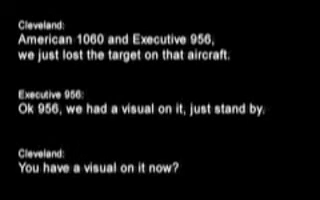 Cleveland:
American 1060 and Executive 956,
we just lost the target on that aircraft.
Executive 956:
Ok 956, we had a visual on it, just stand by.
Cleveland:
You have a visual on it now?